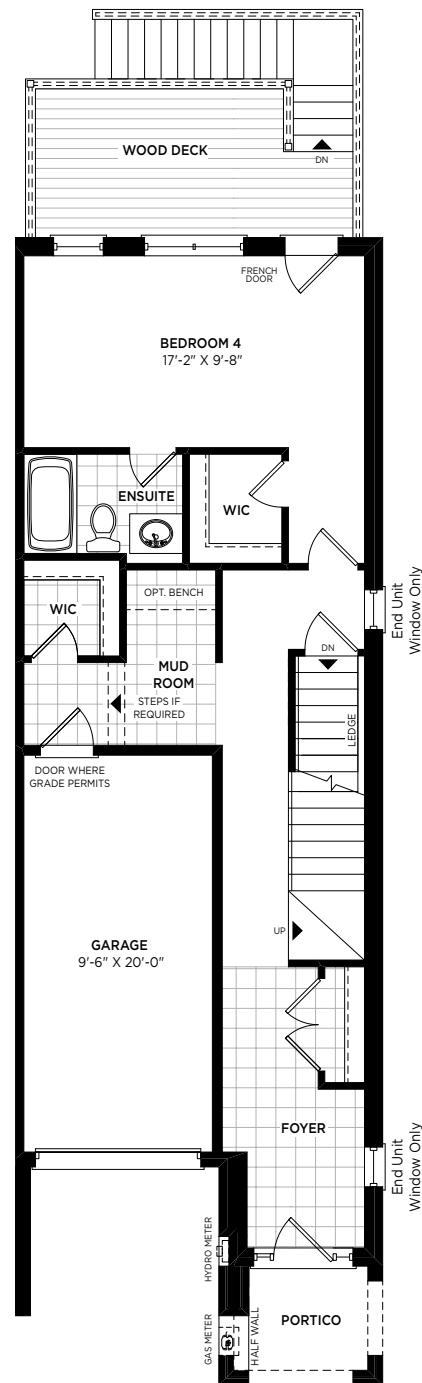 WOOD DECK
DN
FRENCH
DOOR
BEDROOM 4
17'-2" X 9'-8"
ENSUITE
WIC
WIC
OPT. BENCH
End Unit
Window Only
MUD
ROOM
DN
STEPS IF
REQUIRED
LEDGE
DOOR WHERE
GRADE PERMITS
UP
GARAGE
9'-6" X 20'-0"
FOYER
End Unit
Window Only
HYDRO METER
GAS METER
HALF WALL
PORTICO